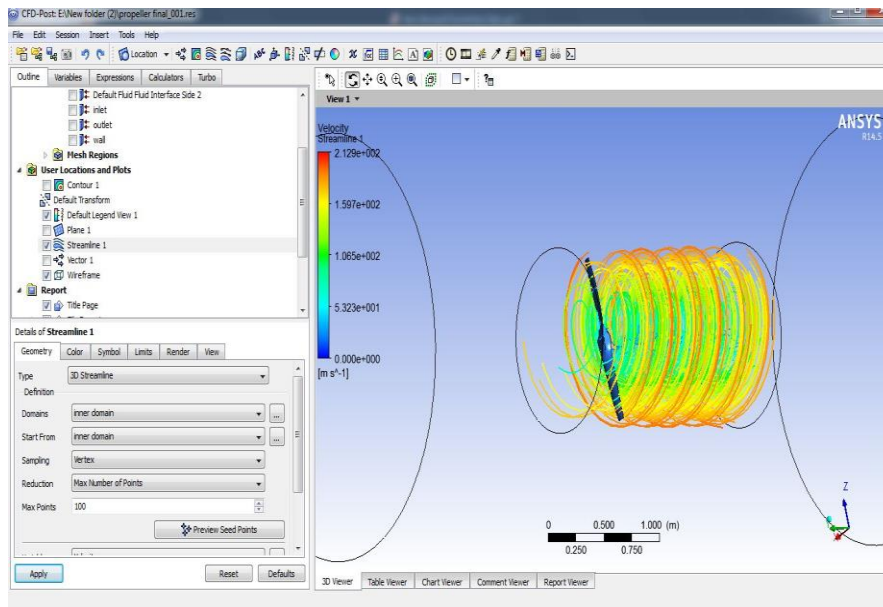 CFD-Post: E:\New folder (2)\propeller final_001.res
File Edit Session Insert Tools Help
Location
Outline Variables Expressions Calculators Turbo
Default Fluid Fluid Interface Side 2
inlet
outlet
wall
Mesh Regions
User Locations and Plots
Contour 1
Default Transform
Default Legend View 1
Plane 1
Streamline 1
Vector 1
Wireframe
Report
Title Page
Details of Streamline 1
Geometry Color Symbol Limits Render View
Type 3D Streamline
Definition
Domains inner domain ...
Start From inner domain ...
Sampling Vertex
Reduction Max Number of Points
Max Points 100
Preview Seed Points
Apply Reset Defaults
View 1
Velocity
Streamline 1
2.129e+002
1.597e+002
1.065e+002
5.323e+001
0.000e+000
[m s^-1]
ANSYS
R14.5
Z
0 0.500 1.000 (m)
0.250 0.750
3D Viewer Table Viewer Chart Viewer Comment Viewer Report Viewer